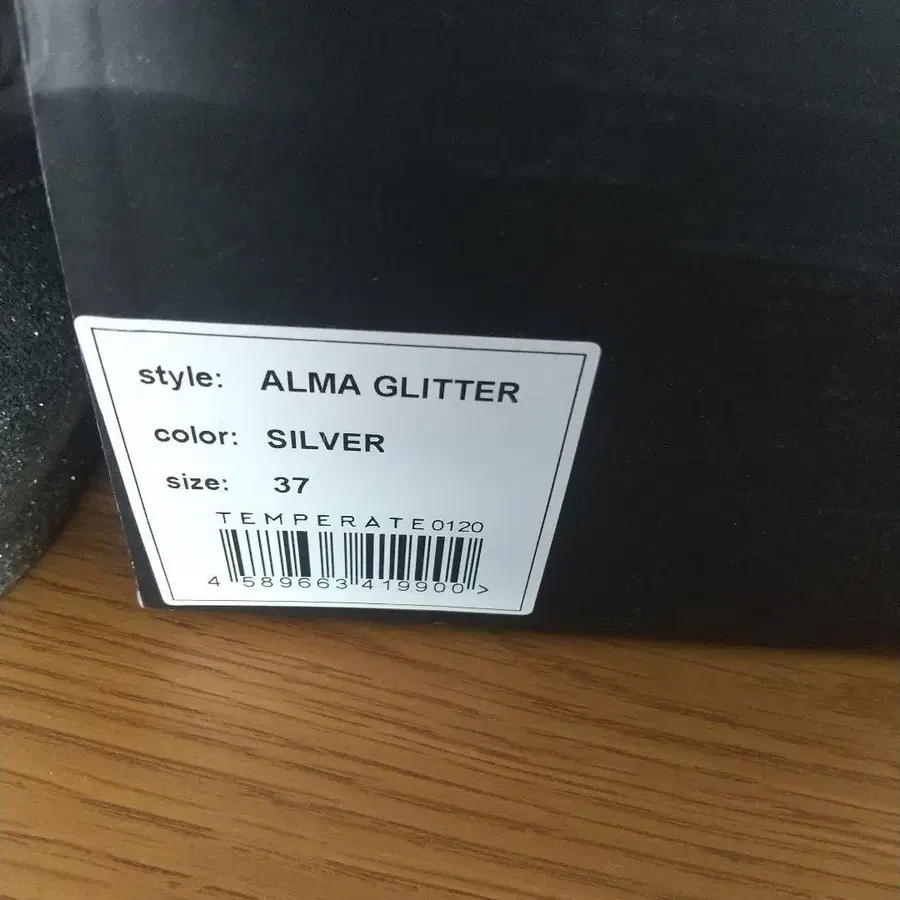 style: ALMA GLITTER
color: SILVER
size: 37
TEMPERATE0120
4 589663 419900 >